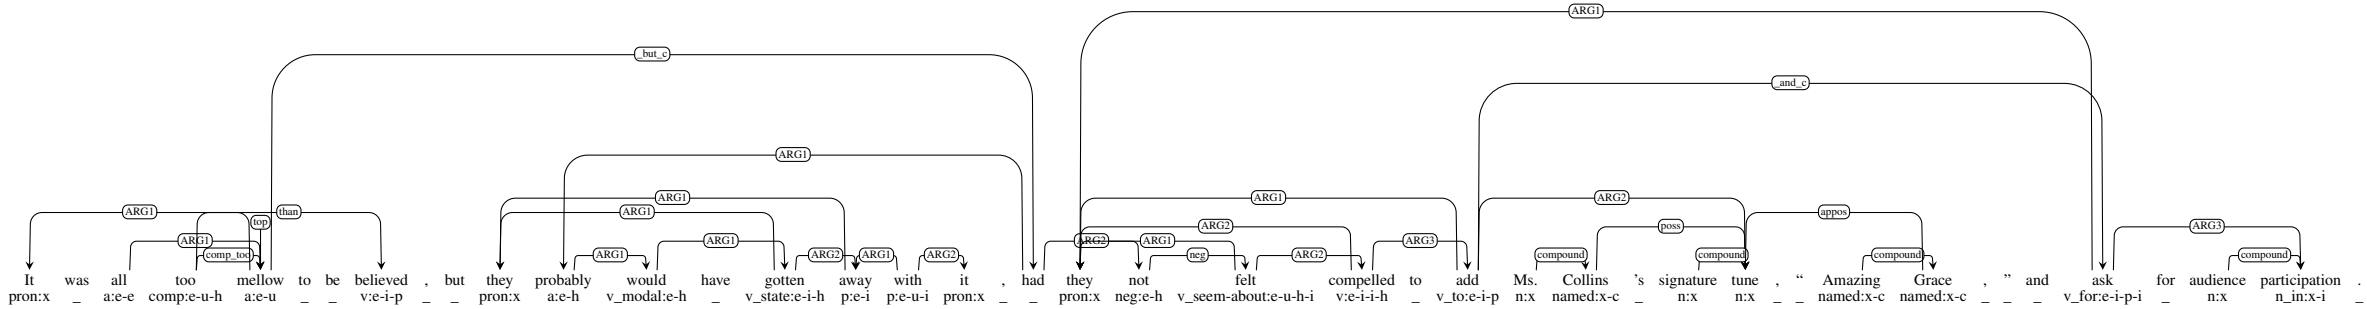 ARG1
_but_c
_and_c
ARG1
ARG1 ARG1 ARG2
ARG1 than ARG1 appos
top ARG2 poss ARG3
ARG1 ARG1 ARG2 ARG1 ARG3
comp_too ARG1 ARG2 ARG1 ARG2 neg ARG2 compound compound compound compound
It was all too mellow to be believed , but they probably would have gotten away with it , had they not felt compelled to add Ms. Collins 's signature tune , “ Amazing Grace , ” and ask for audience participation .
pron:x _ a:e-e comp:e-u-h a:e-u _ _ v:e-i-p _ _ pron:x a:e-h v_modal:e-h _ v_state:e-i-h p:e-i p:e-u-i pron:x _ _ pron:x neg:e-h v_seem-about:e-u-h-i v:e-i-i-h _ v_to:e-i-p n:x named:x-c _ n:x n:x _ _ named:x-c named:x-c _ _ _ v_for:e-i-p-i _ n:x n_in:x-i _